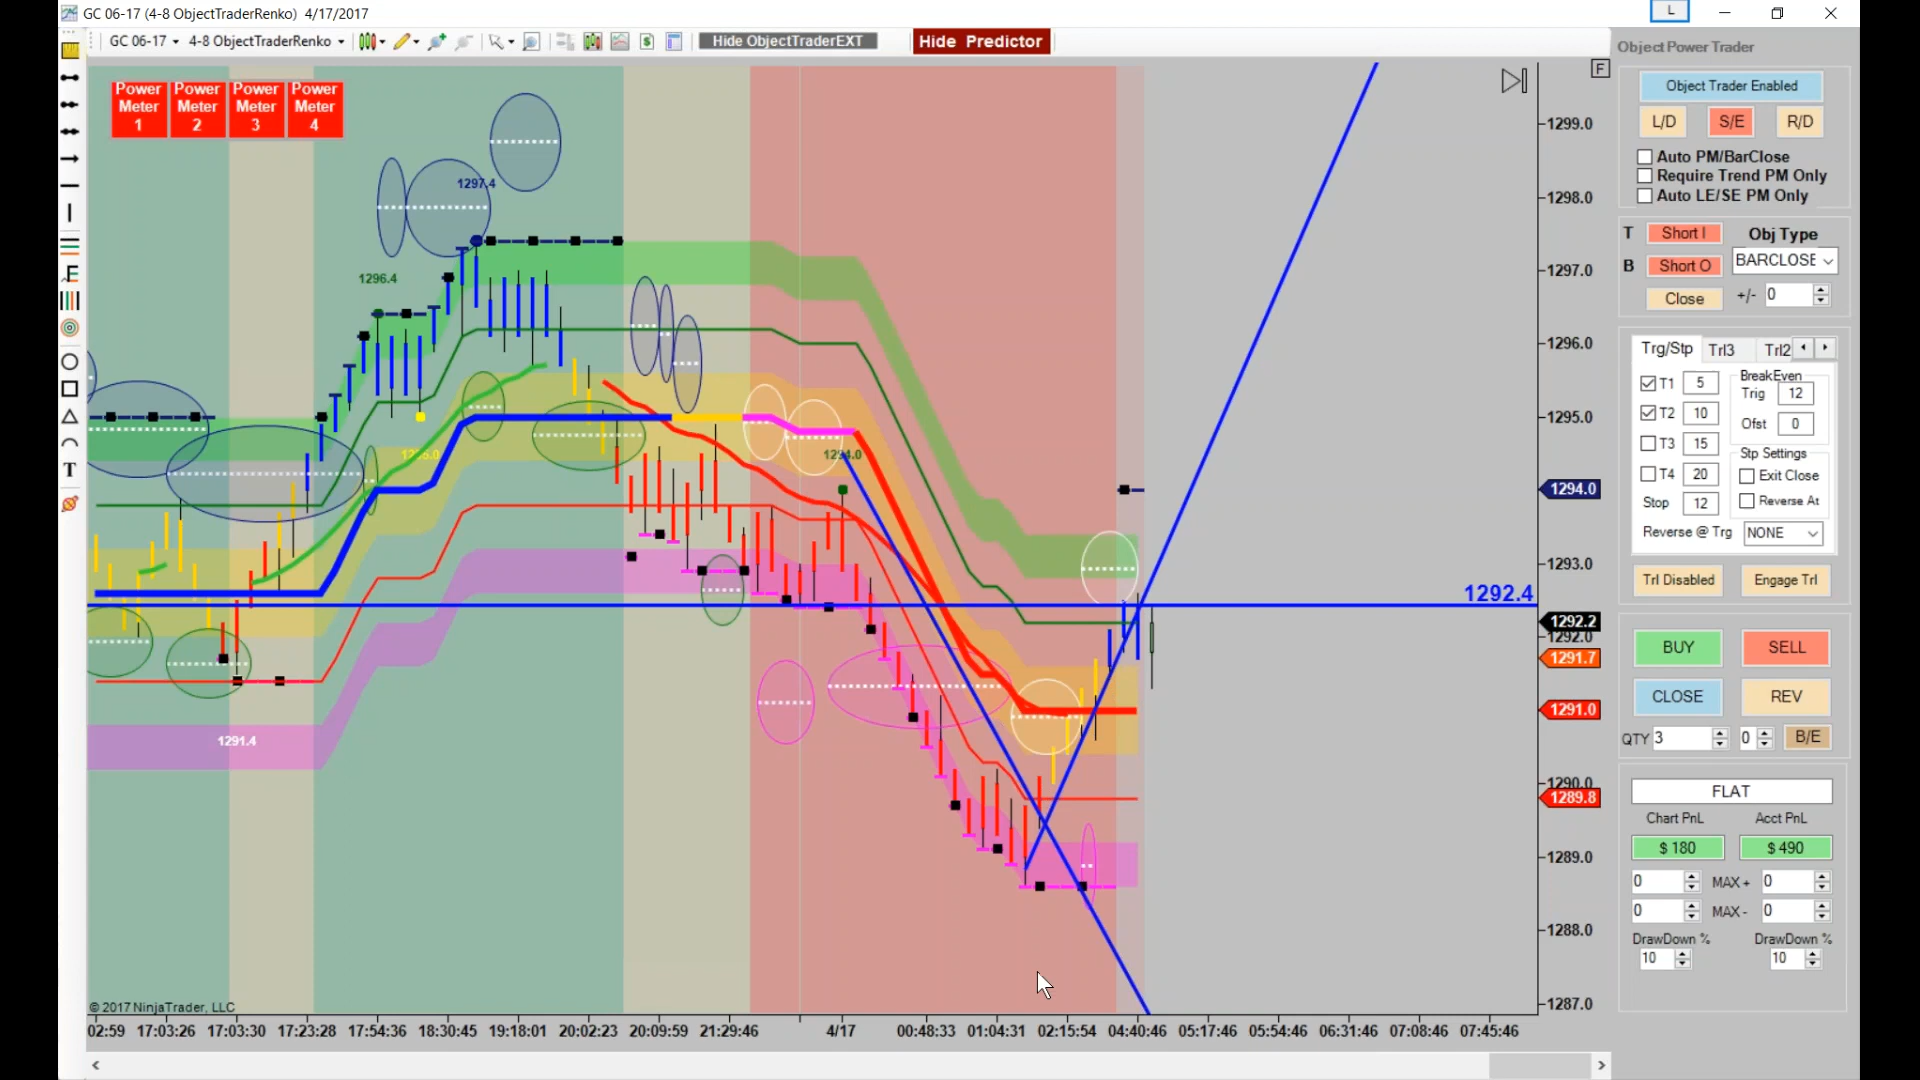 GC 06-17 (4-8 ObjectTraderRenko) 4/17/2017
L
GC 06-17 4-8 ObjectTraderRenko Hide ObjectTraderEXT Hide Predictor
Object Power Trader
F
Power Meter 1
Power Meter 2
Power Meter 3
Power Meter 4
1297.4
1296.4
1294.0
1291.4
1292.4
1299.0
1298.0
1297.0
1296.0
1295.0
1294.0
1293.0
1292.2
1292.0
1291.7
1291.0
1290.0
1289.8
1289.0
1288.0
1287.0
© 2017 NinjaTrader, LLC
02:59 17:03:26 17:03:30 17:23:28 17:54:36 18:30:45 19:18:01 20:02:23 20:09:59 21:29:46 4/17 00:48:33 01:04:31 02:15:54 04:40:46 05:17:46 05:54:46 06:31:46 07:08:46 07:45:46
Object Trader Enabled
L/D S/E R/D
Auto PM/BarClose
Require Trend PM Only
Auto LE/SE PM Only
T Short I Obj Type
B Short O BARCLOSE
Close +/- 0
Trg/Stp Trl3 Trl2
T1 5
T2 10
T3 15
T4 20
Stop 12
BreakEven
Trig 12
Ofst 0
Stp Settings
Exit Close
Reverse At
Reverse @ Trg NONE
Trl Disabled Engage Trl
BUY SELL
CLOSE REV
QTY 3 0 B/E
FLAT
Chart PnL Acct PnL
$ 180 $ 490
0 MAX + 0
0 MAX - 0
DrawDown % DrawDown %
10 10